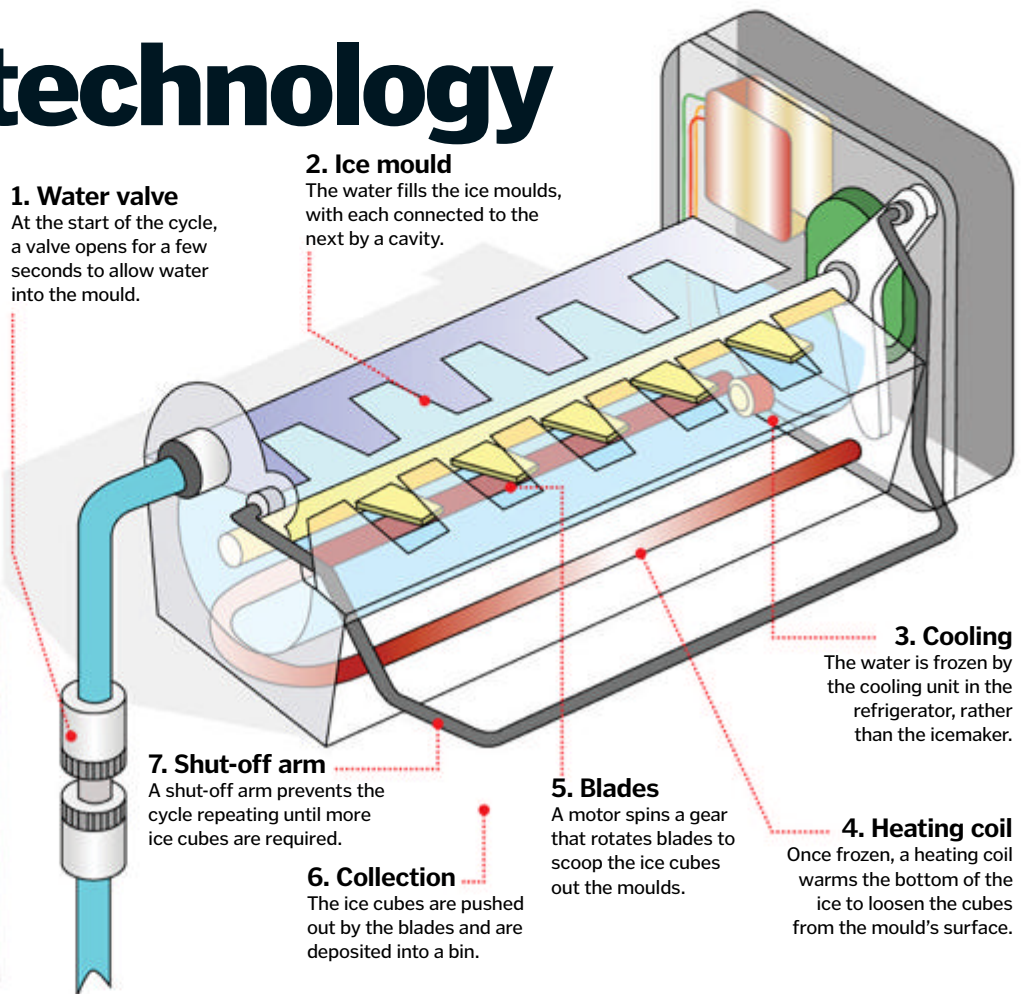 technology
1. Water valve
At the start of the cycle,
a valve opens for a few
seconds to allow water
into the mould.
2. Ice mould
The water fills the ice moulds,
with each connected to the
next by a cavity.
3. Cooling
The water is frozen by
the cooling unit in the
refrigerator, rather
than the icemaker.
4. Heating coil
Once frozen, a heating coil
warms the bottom of the
ice to loosen the cubes
from the mould's surface.
5. Blades
A motor spins a gear
that rotates blades to
scoop the ice cubes
out the moulds.
6. Collection
The ice cubes are pushed
out by the blades and are
deposited into a bin.
7. Shut-off arm
A shut-off arm prevents the
cycle repeating until more
ice cubes are required.